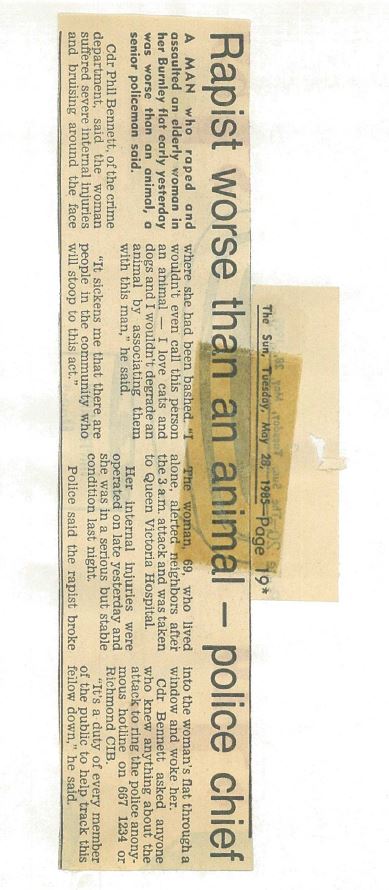 The Sun, Tuesday, May 28, 1985—Page 19*
Rapist worse than an animal — police chief
A MAN who raped and
assaulted an elderly woman in
her Burnley flat early yesterday
was worse than an animal, a
senior policeman said.
Cdr Phil Bennett, of the crime
department, said the woman
suffered severe internal injuries
and bruising around the face
where she had been bashed. "I
wouldn't even call this person
an animal — I love cats and
dogs and I wouldn't degrade an
animal by associating them
with this man," he said.
"It sickens me that there are
people in the community who
will stoop to this act."
The woman, 69, who lived
alone, alerted neighbors after
the 3 a.m attack and was taken
to Queen Victoria Hospital.
Her internal injuries were
operated on late yesterday and
she was in a serious but stable
condition last night.
Police said the rapist broke
into the woman's flat through a
window and woke her.
Cdr Bennett asked anyone
who knew anything about the
attack to ring the police anony-
mous hotline on 667 1234 or
Richmond CIB.
"It's a duty of every member
of the public to help track this
fellow down," he said.